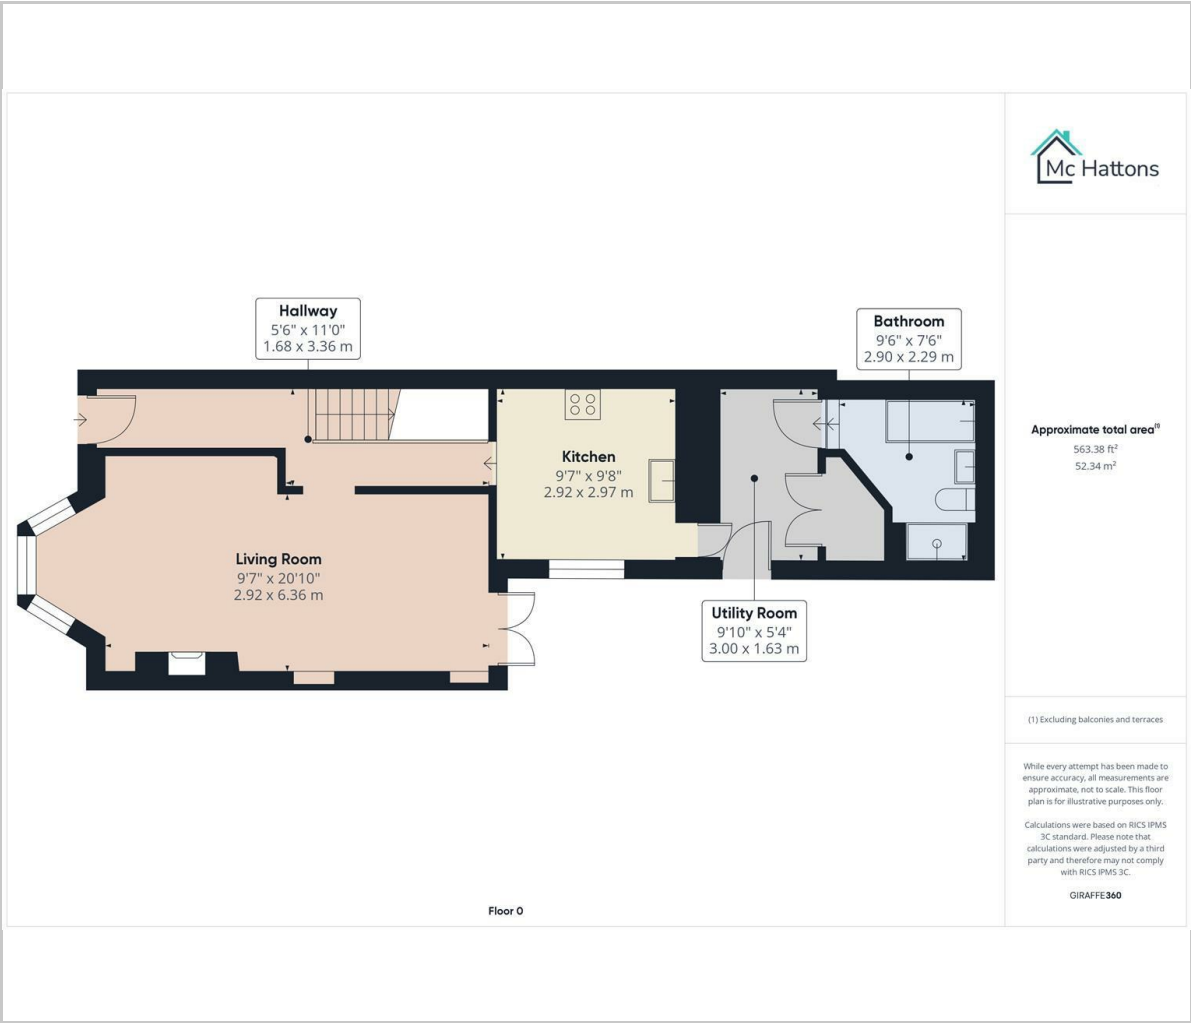 Mc Hattons
Hallway
5'6" x 11'0"
1.68 x 3.36 m
Bathroom
9'6" x 7'6"
2.90 x 2.29 m
Kitchen
9'7" x 9'8"
2.92 x 2.97 m
Living Room
9'7" x 20'10"
2.92 x 6.36 m
Utility Room
9'10" x 5'4"
3.00 x 1.63 m
Floor 0
Approximate total area(1)
563.38 ft²
52.34 m²
(1) Excluding balconies and terraces
While every attempt has been made to
ensure accuracy, all measurements are
approximate, not to scale. This floor
plan is for illustrative purposes only.
Calculations were based on RICS IPMS
3C standard. Please note that
calculations were adjusted by a third
party and therefore may not comply
with RICS IPMS 3C.
GIRAFFE360